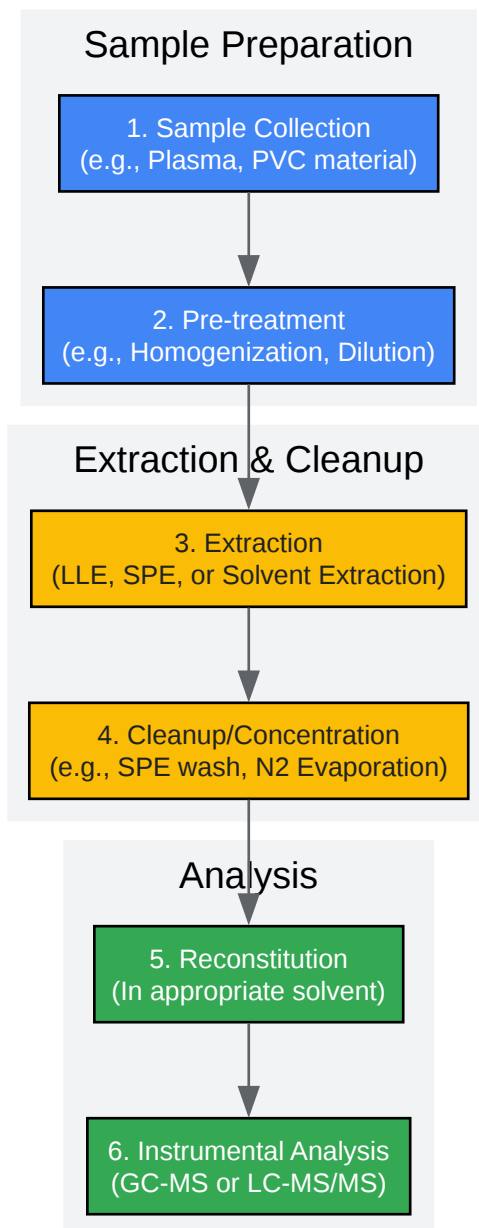 Sample Preparation
1. Sample Collection
(e.g., Plasma, PVC material)
2. Pre-treatment
(e.g., Homogenization, Dilution)
Extraction & Cleanup
3. Extraction
(LLE, SPE, or Solvent Extraction)
4. Cleanup/Concentration
(e.g., SPE wash, N2 Evaporation)
Analysis
5. Reconstitution
(In appropriate solvent)
6. Instrumental Analysis
(GC-MS or LC-MS/MS)